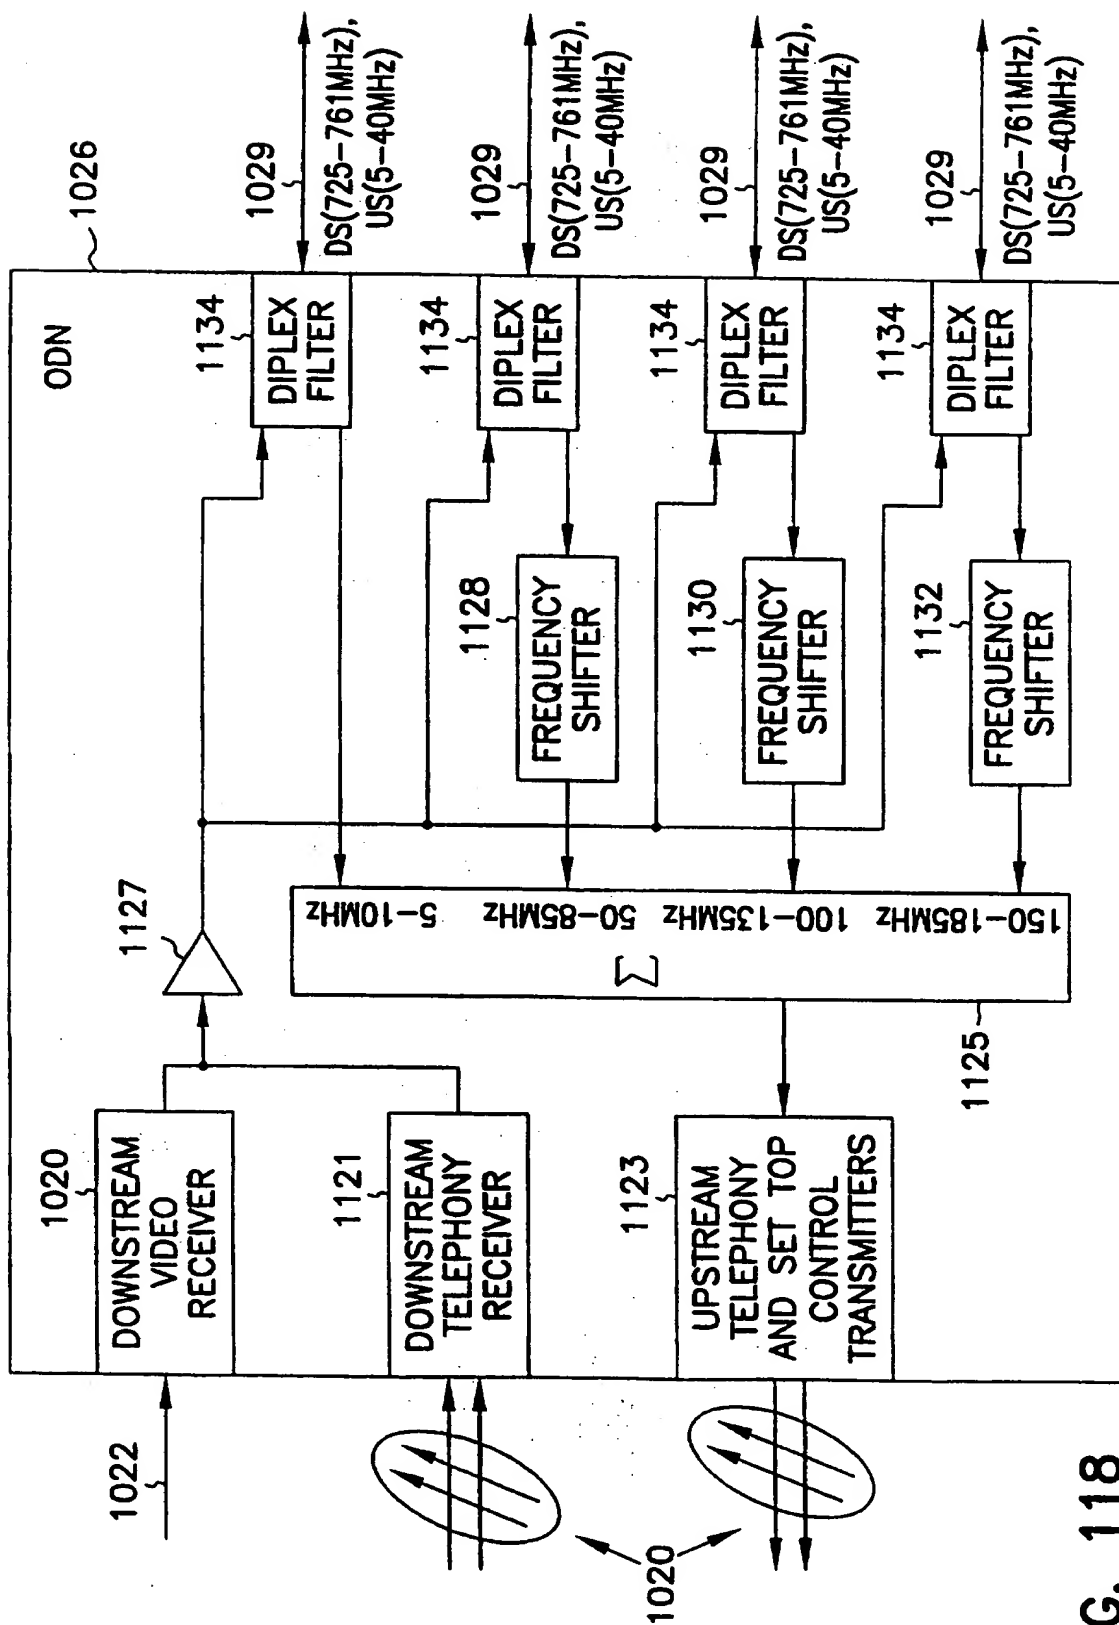 1026
ODN
1022
1020
DOWNSTREAM
VIDEO
RECEIVER
1127
1134
DIPLEX
FILTER
1029
DS(725-761MHz),
US(5-40MHz)
1121
DOWNSTREAM
TELEPHONY
RECEIVER
1134
DIPLEX
FILTER
1029
DS(725-761MHz),
US(5-40MHz)
1128
FREQUENCY
SHIFTER
5-10MHz
50-85MHz
100-135MHz
150-185MHz
Σ
1125
1020
1123
UPSTREAM
TELEPHONY
AND SET TOP
CONTROL
TRANSMITTERS
1130
FREQUENCY
SHIFTER
1134
DIPLEX
FILTER
1029
DS(725-761MHz),
US(5-40MHz)
1132
FREQUENCY
SHIFTER
1134
DIPLEX
FILTER
1029
DS(725-761MHz),
US(5-40MHz)
G. 118